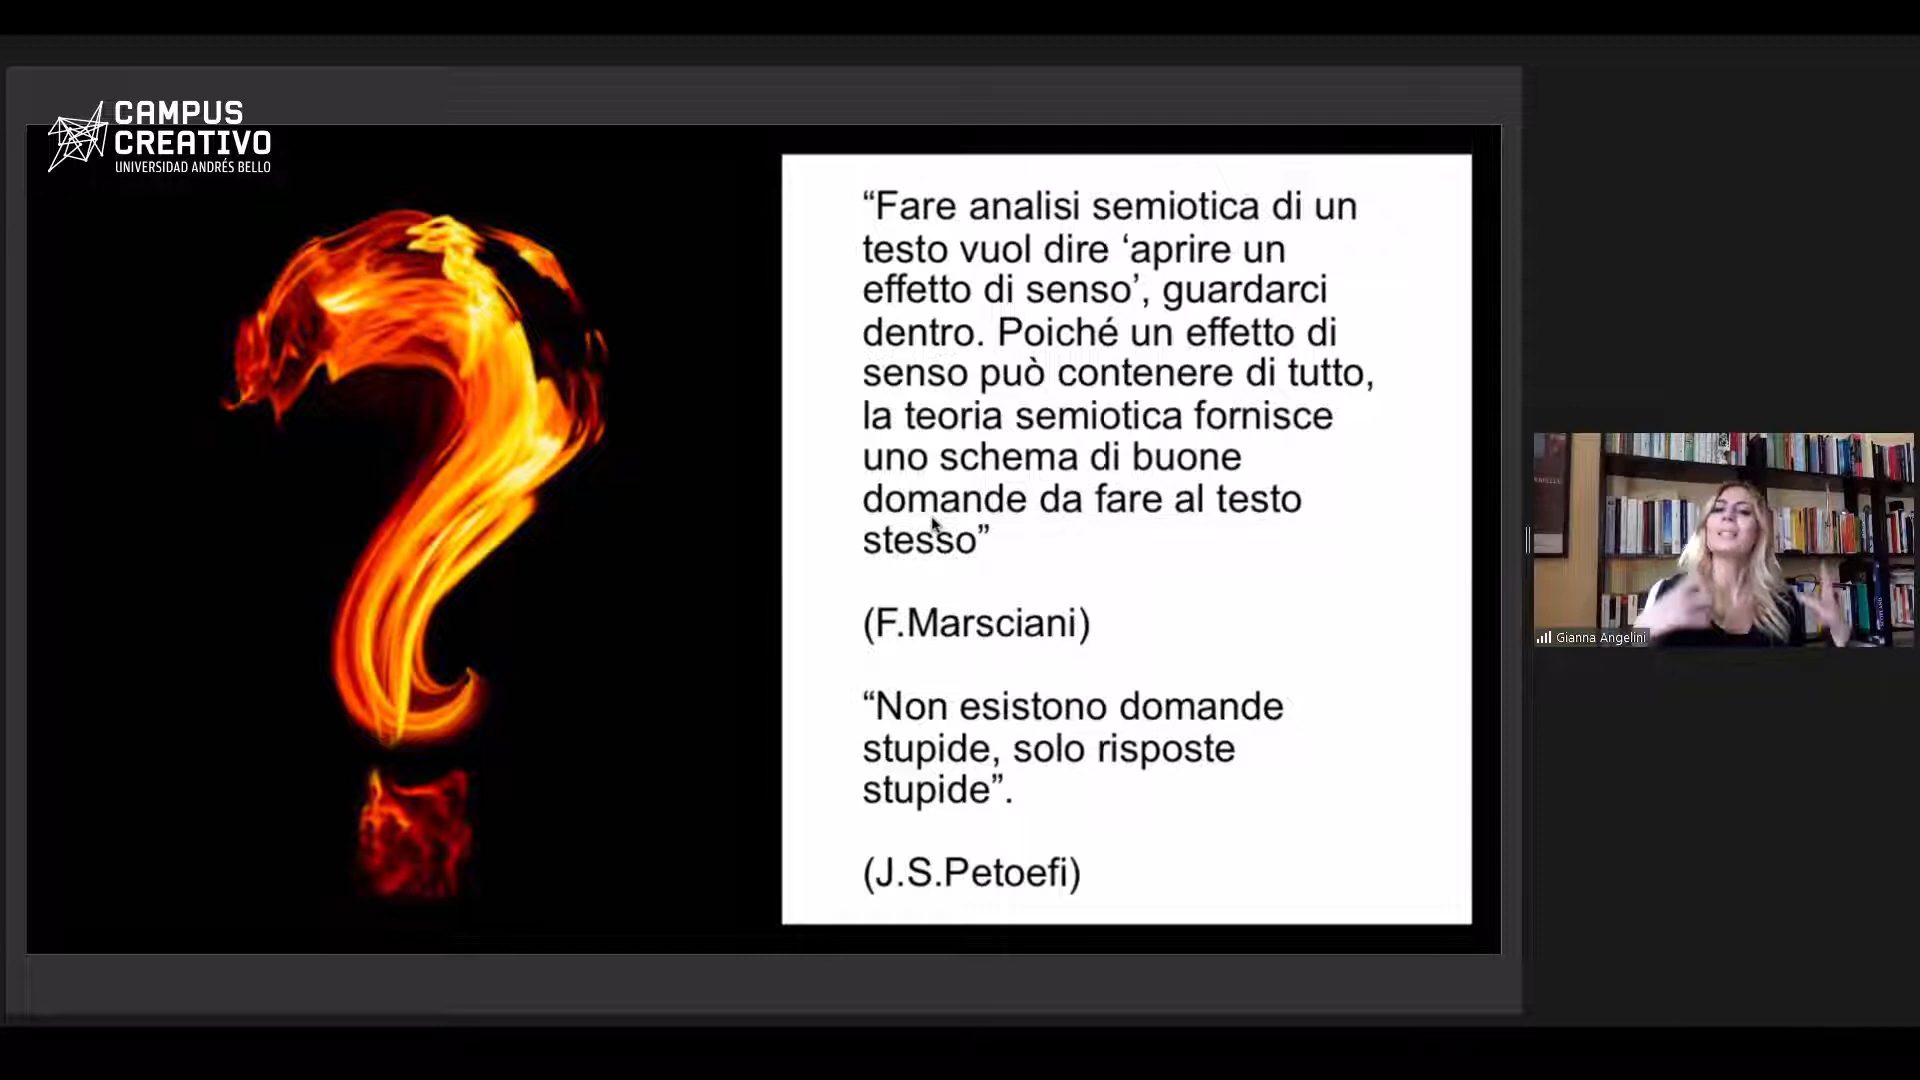 CAMPUS
CREATIVO
UNIVERSIDAD ANDRÉS BELLO
“Fare analisi semiotica di un
testo vuol dire ‘aprire un
effetto di senso’, guardarci
dentro. Poiché un effetto di
senso può contenere di tutto,
la teoria semiotica fornisce
uno schema di buone
domande da fare al testo
stesso”
(F.Marsciani)
“Non esistono domande
stupide, solo risposte
stupide”.
(J.S.Petoefi)
Gianna Angelini